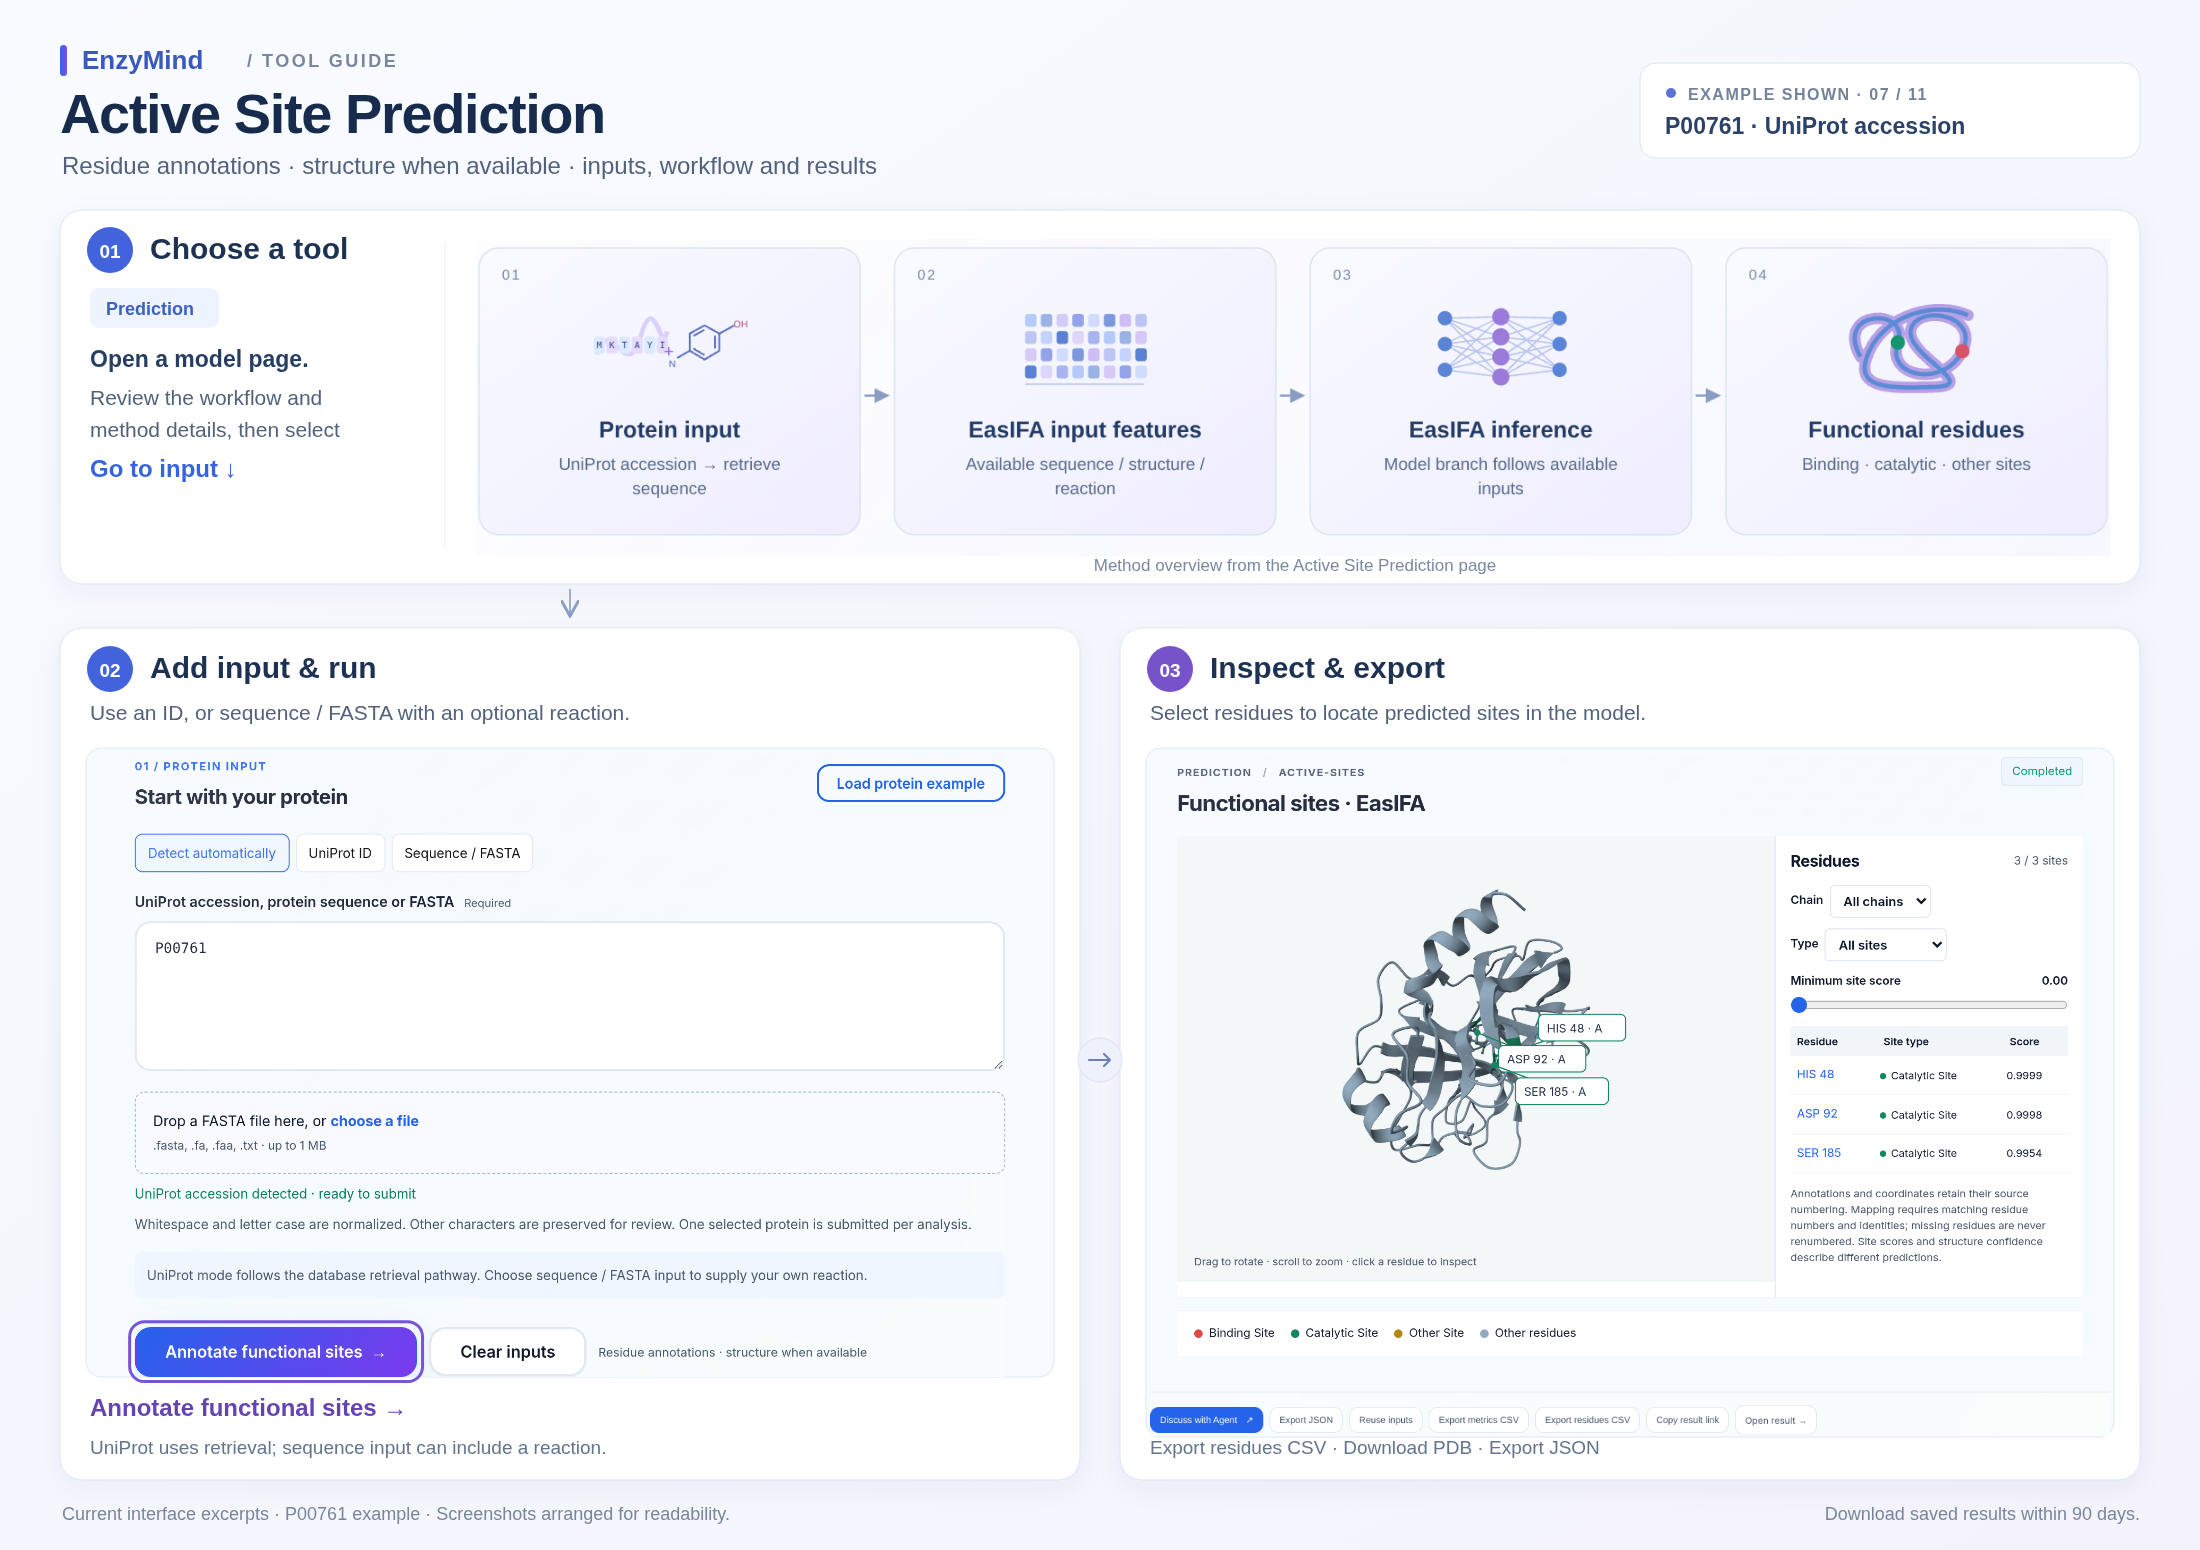 EnzyMind / TOOL GUIDE
Active Site Prediction
Residue annotations · structure when available · inputs, workflow and results
EXAMPLE SHOWN · 07 / 11
P00761 · UniProt accession
01 Choose a tool
Prediction
Open a model page.
Review the workflow and
method details, then select
Go to input ↓
01
M K T A Y I
+
N
OH
Protein input
UniProt accession → retrieve
sequence
02
EasIFA input features
Available sequence / structure /
reaction
03
EasIFA inference
Model branch follows available
inputs
04
Functional residues
Binding · catalytic · other sites
Method overview from the Active Site Prediction page
02 Add input & run
Use an ID, or sequence / FASTA with an optional reaction.
01 / PROTEIN INPUT
Start with your protein
Load protein example
Detect automatically UniProt ID Sequence / FASTA
UniProt accession, protein sequence or FASTA Required
P00761
Drop a FASTA file here, or choose a file
.fasta, .fa, .faa, .txt · up to 1 MB
UniProt accession detected · ready to submit
Whitespace and letter case are normalized. Other characters are preserved for review. One selected protein is submitted per analysis.
UniProt mode follows the database retrieval pathway. Choose sequence / FASTA input to supply your own reaction.
Annotate functional sites → Clear inputs Residue annotations · structure when available
Annotate functional sites →
UniProt uses retrieval; sequence input can include a reaction.
03 Inspect & export
Select residues to locate predicted sites in the model.
PREDICTION / ACTIVE-SITES
Completed
Functional sites · EasIFA
HIS 48 · A
ASP 92 · A
SER 185 · A
Drag to rotate · scroll to zoom · click a residue to inspect
Residues 3 / 3 sites
Chain All chains
Type All sites
Minimum site score 0.00
Residue Site type Score
HIS 48 Catalytic Site 0.9999
ASP 92 Catalytic Site 0.9998
SER 185 Catalytic Site 0.9954
Annotations and coordinates retain their source
numbering. Mapping requires matching residue
numbers and identities; missing residues are never
renumbered. Site scores and structure confidence
describe different predictions.
Binding Site Catalytic Site Other Site Other residues
Discuss with Agent ↗ Export JSON Reuse inputs Export metrics CSV Export residues CSV Copy result link Open result →
Export residues CSV · Download PDB · Export JSON
Current interface excerpts · P00761 example · Screenshots arranged for readability.
Download saved results within 90 days.